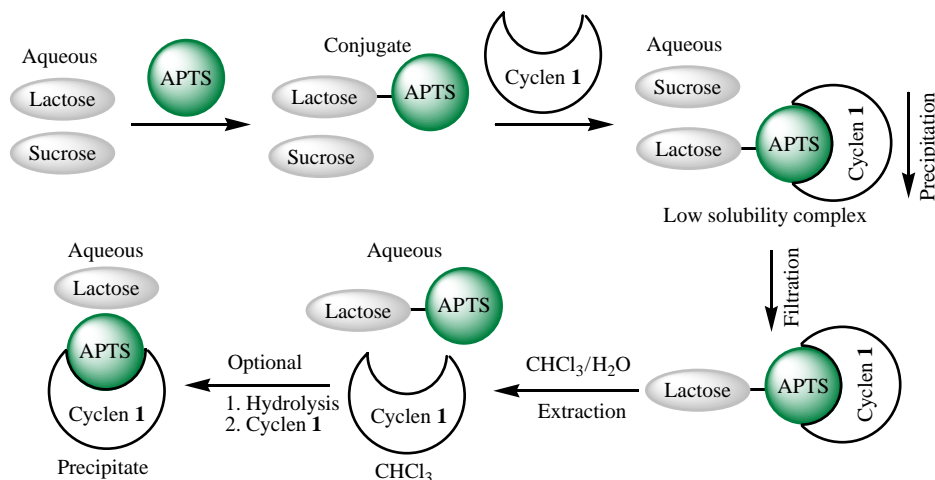 Aqueous
Lactose
Sucrose
APTS
Conjugate
Lactose
APTS
Sucrose
Cyclen 1
Aqueous
Sucrose
Lactose
APTS
Cyclen 1
Low solubility complex
Precipitation
Filtration
Lactose
APTS
Cyclen 1
CHCl₃/H₂O
Extraction
Aqueous
Lactose
APTS
Cyclen 1
CHCl₃
Optional
1. Hydrolysis
2. Cyclen 1
Aqueous
Lactose
APTS
Cyclen 1
Precipitate